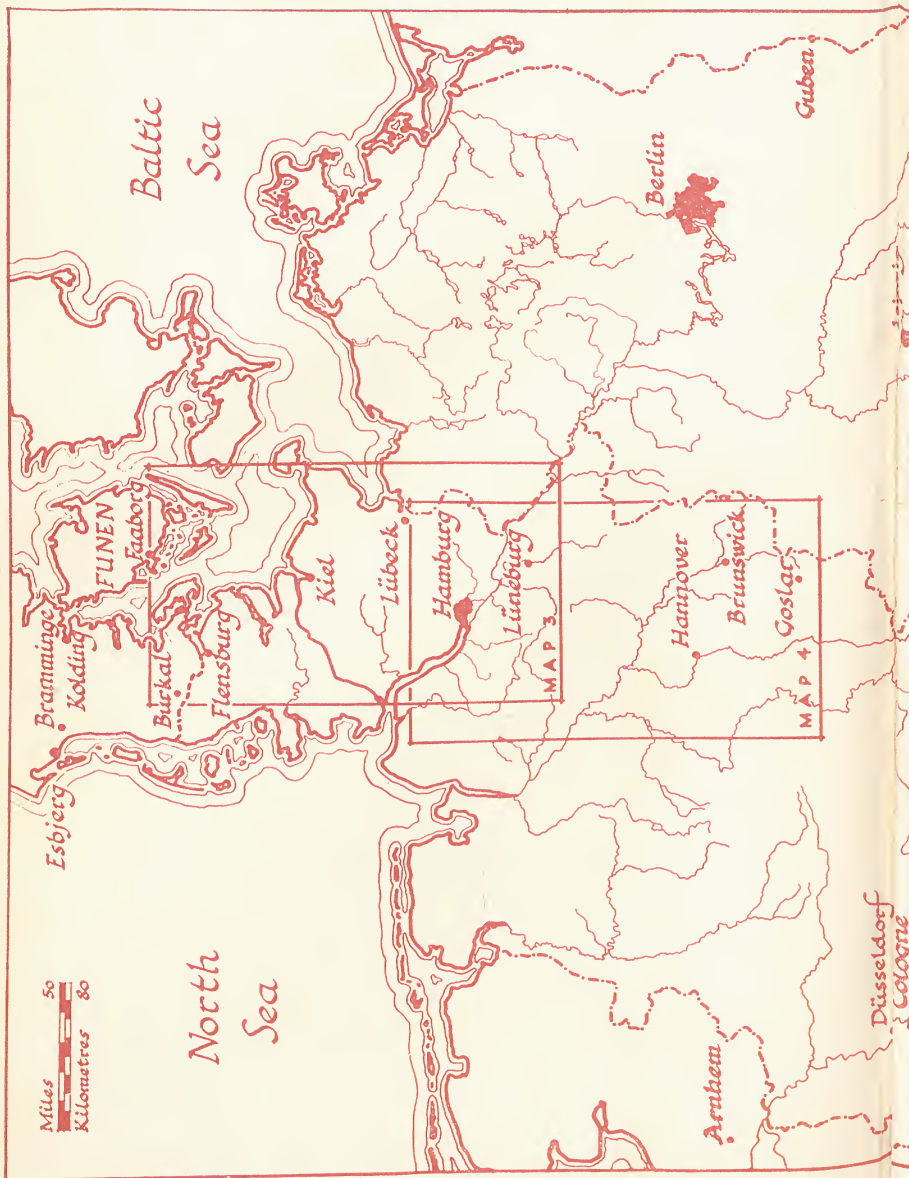 Miles 50
Kilometres 80
North
Sea
Baltic
Sea
Esbjerg
Bramminge
Kolding
FUNEN
Faaborg
Burkal
Flensburg
Kiel
Lübeck
Hamburg
Lüneburg
MAP 3
Hannover
Brunswick
Goslar
MAP 4
Berlin
Guben
Arnhem
Düsseldorf
Cologne